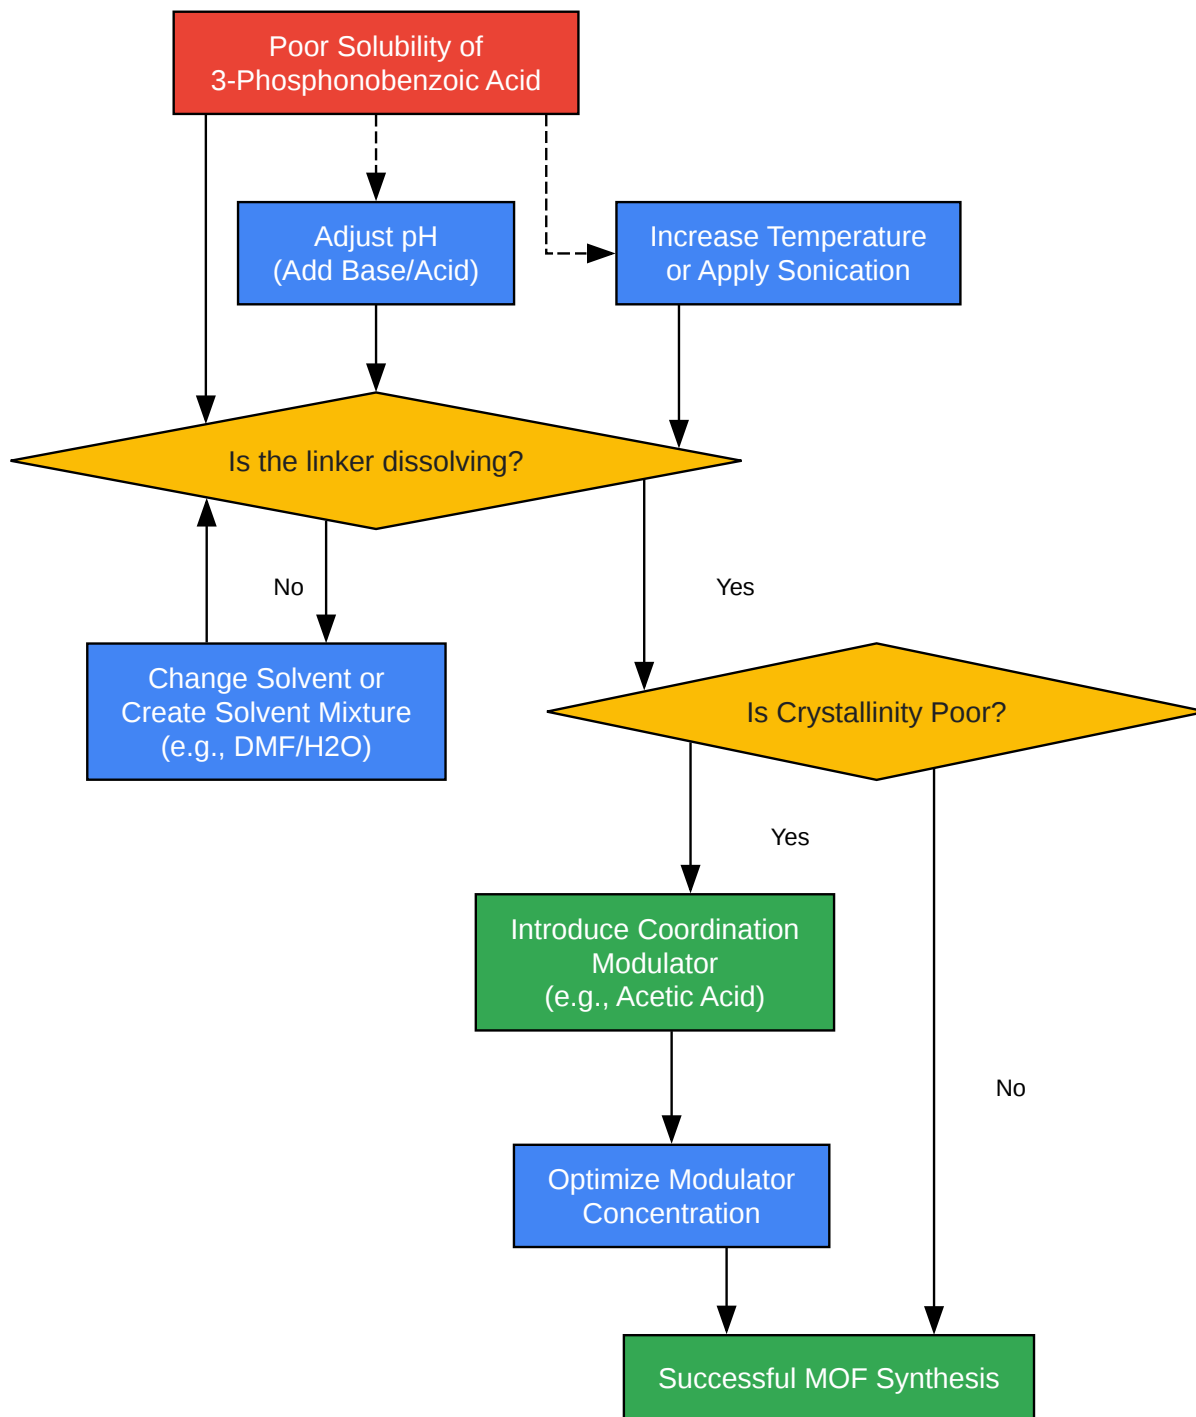 Poor Solubility of
3-Phosphonobenzoic Acid
Adjust pH
(Add Base/Acid)
Increase Temperature
or Apply Sonication
Is the linker dissolving?
No
Yes
Change Solvent or
Create Solvent Mixture
(e.g., DMF/H2O)
Is Crystallinity Poor?
Yes
Introduce Coordination
Modulator
(e.g., Acetic Acid)
No
Optimize Modulator
Concentration
Successful MOF Synthesis